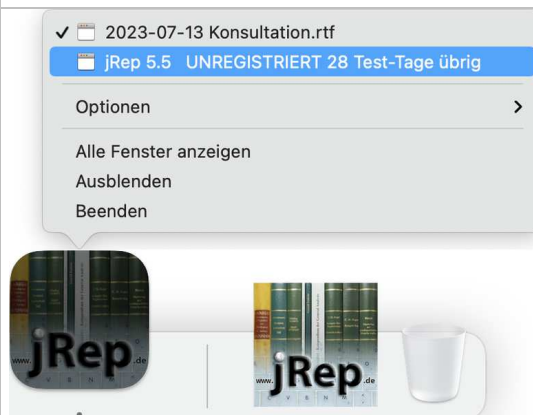 ✓ 2023-07-13 Konsultation.rtf
jRep 5.5 UNREGISTRIERT 28 Test-Tage übrig
Optionen
Alle Fenster anzeigen
Ausblenden
Beenden
www.jRep.de
www.jRep.de